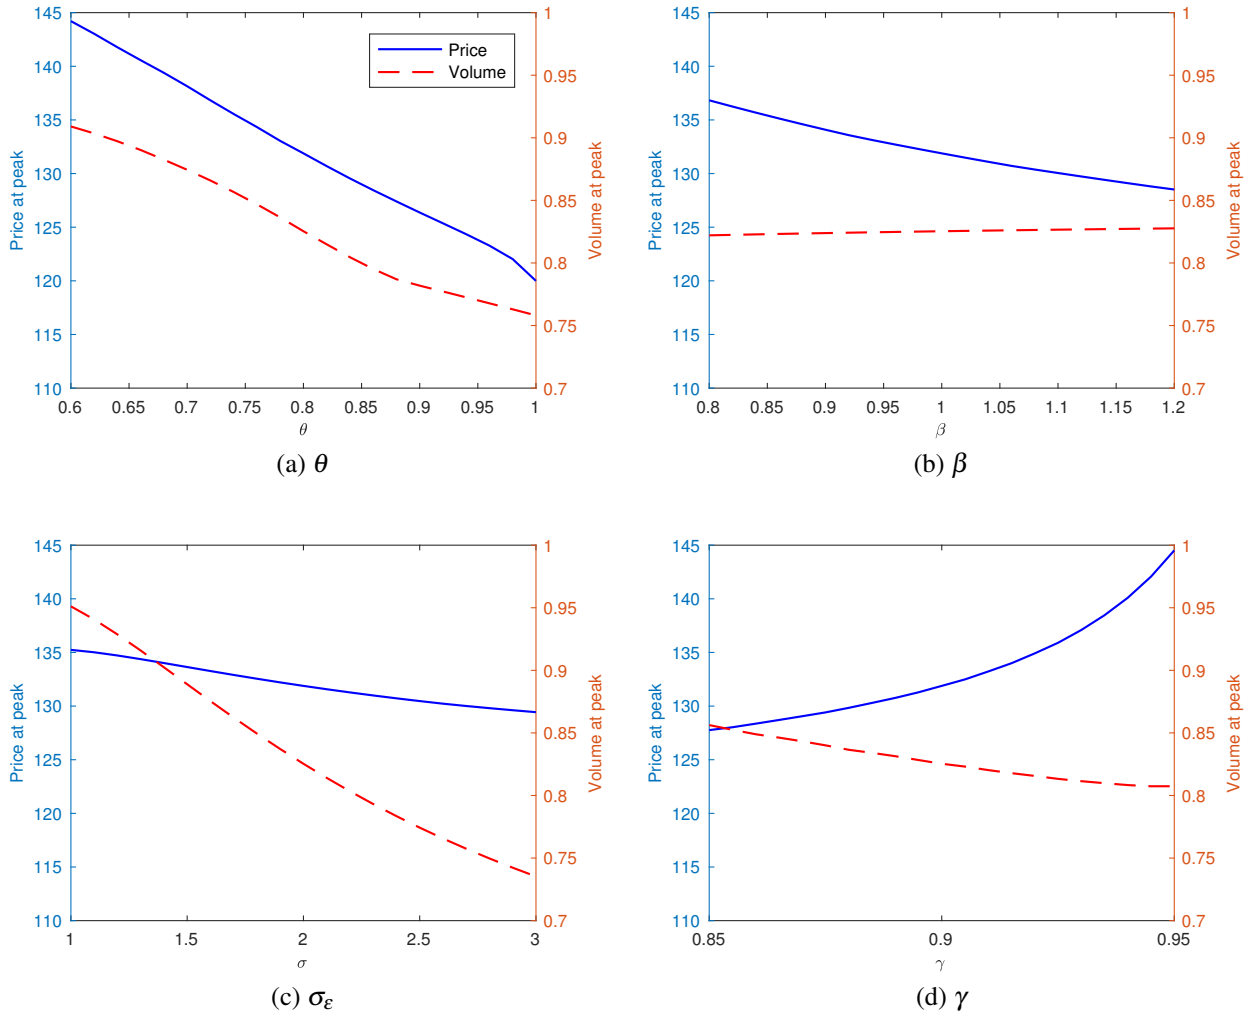 145
140
135
130
125
120
115
110
Price at peak
1
0.95
0.9
0.85
0.8
0.75
0.7
Volume at peak
Price
Volume
0.6 0.65 0.7 0.75 0.8 0.85 0.9 0.95 1
θ
(a) θ
145
140
135
130
125
120
115
110
Price at peak
1
0.95
0.9
0.85
0.8
0.75
0.7
Volume at peak
0.8 0.85 0.9 0.95 1 1.05 1.1 1.15 1.2
β
(b) β
145
140
135
130
125
120
115
110
Price at peak
1
0.95
0.9
0.85
0.8
0.75
0.7
Volume at peak
1 1.5 2 2.5 3
σ
(c) σε
145
140
135
130
125
120
115
110
Price at peak
1
0.95
0.9
0.85
0.8
0.75
0.7
Volume at peak
0.85 0.9 0.95
γ
(d) γ